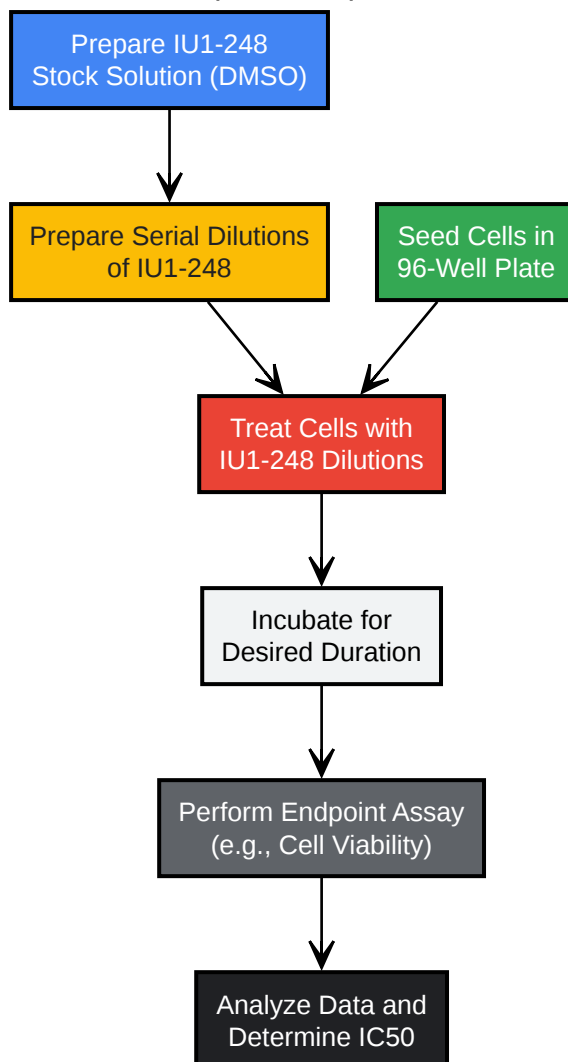 Prepare IU1-248
Stock Solution (DMSO)
Prepare Serial Dilutions
of IU1-248
Seed Cells in
96-Well Plate
Treat Cells with
IU1-248 Dilutions
Incubate for
Desired Duration
Perform Endpoint Assay
(e.g., Cell Viability)
Analyze Data and
Determine IC50